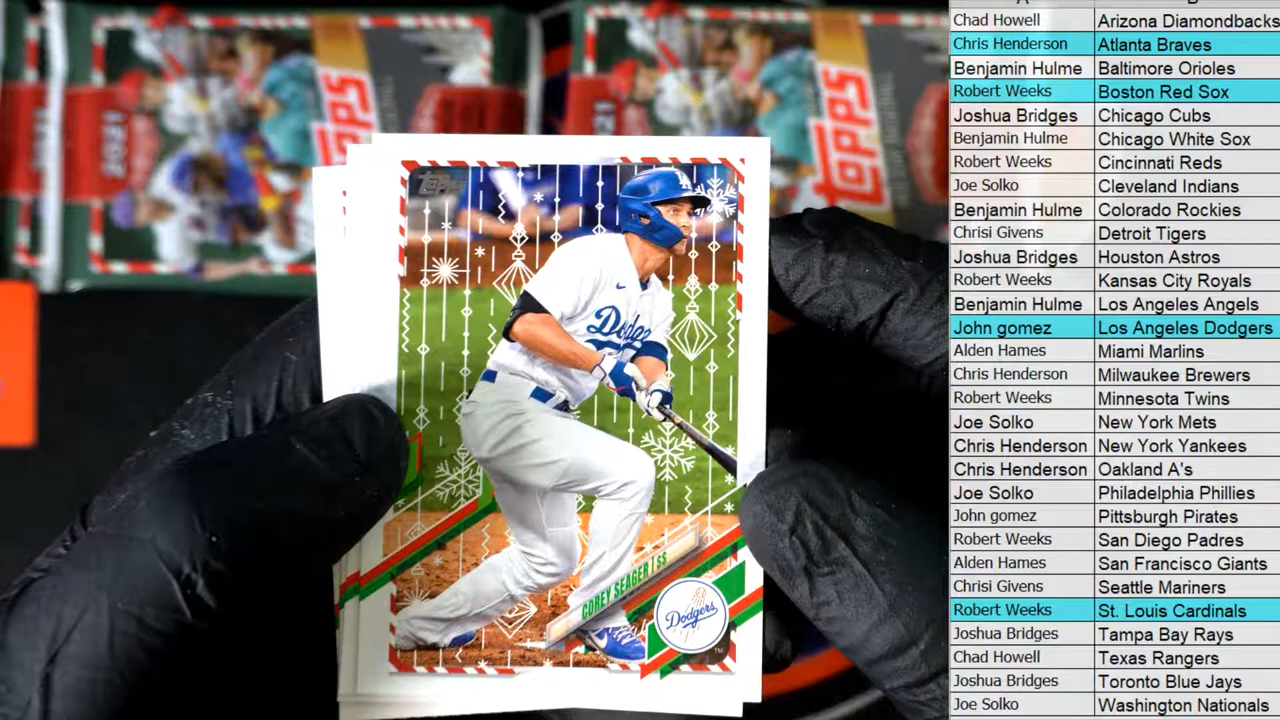 A B
Chad Howell Arizona Diamondbacks
Chris Henderson Atlanta Braves
Benjamin Hulme Baltimore Orioles
Robert Weeks Boston Red Sox
Joshua Bridges Chicago Cubs
Benjamin Hulme Chicago White Sox
Robert Weeks Cincinnati Reds
Joe Solko Cleveland Indians
Benjamin Hulme Colorado Rockies
Chrisi Givens Detroit Tigers
Joshua Bridges Houston Astros
Robert Weeks Kansas City Royals
Benjamin Hulme Los Angeles Angels
John gomez Los Angeles Dodgers
Alden Hames Miami Marlins
Chris Henderson Milwaukee Brewers
Robert Weeks Minnesota Twins
Joe Solko New York Mets
Chris Henderson New York Yankees
Chris Henderson Oakland A's
Joe Solko Philadelphia Phillies
John gomez Pittsburgh Pirates
Robert Weeks San Diego Padres
Alden Hames San Francisco Giants
Chrisi Givens Seattle Mariners
Robert Weeks St. Louis Cardinals
Joshua Bridges Tampa Bay Rays
Chad Howell Texas Rangers
Joshua Bridges Toronto Blue Jays
Joe Solko Washington Nationals
2021
TOPPS
2021
TOPPS
Topps
LA
Dodgers
COREY SEAGER | SS
Dodgers
TM